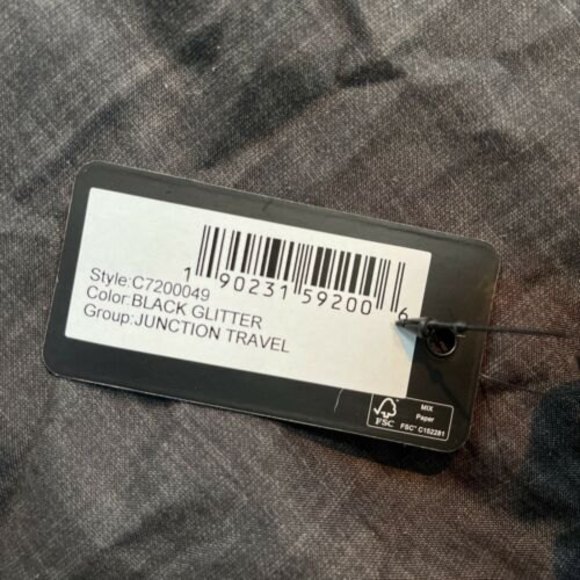 1 90231 59200 6
Style:C7200049
Color:BLACK GLITTER
Group:JUNCTION TRAVEL
FSC
MIX
Paper
FSC® C152281